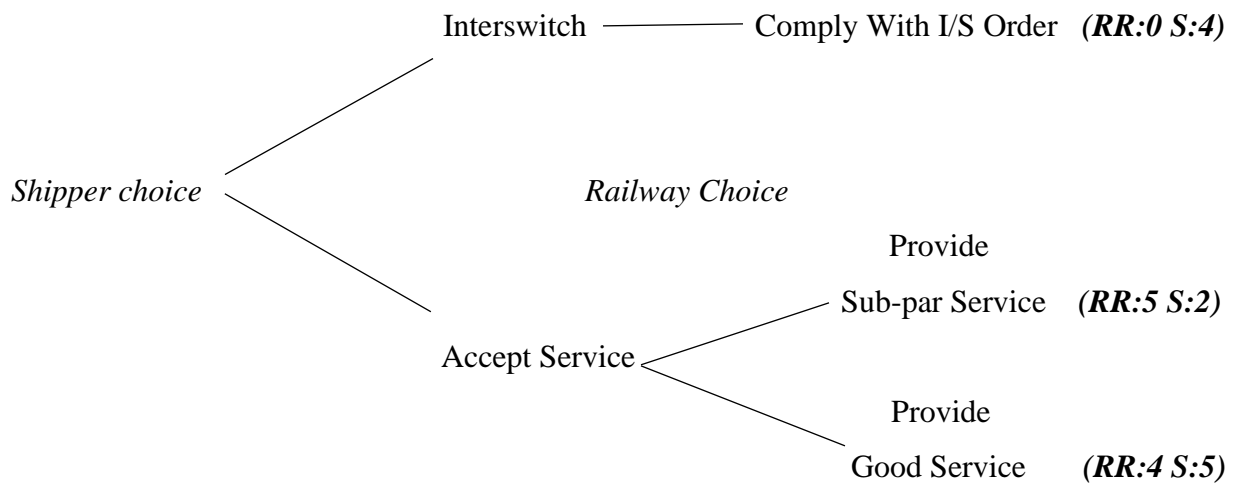 Interswitch Comply With I/S Order (RR:0 S:4)
Shipper choice Railway Choice
Provide
Sub-par Service (RR:5 S:2)
Accept Service
Provide
Good Service (RR:4 S:5)